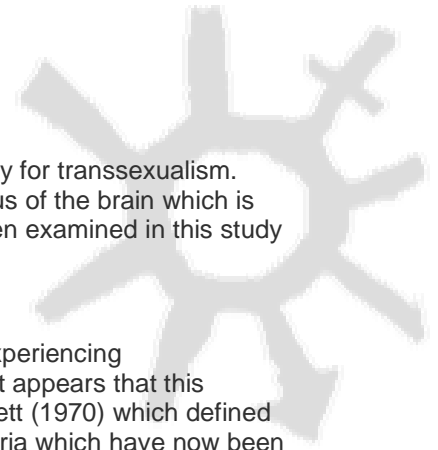 y for transsexualism.
us of the brain which is
en examined in this study
xperiencing
t appears that this
ett (1970) which defined
ria which have now been